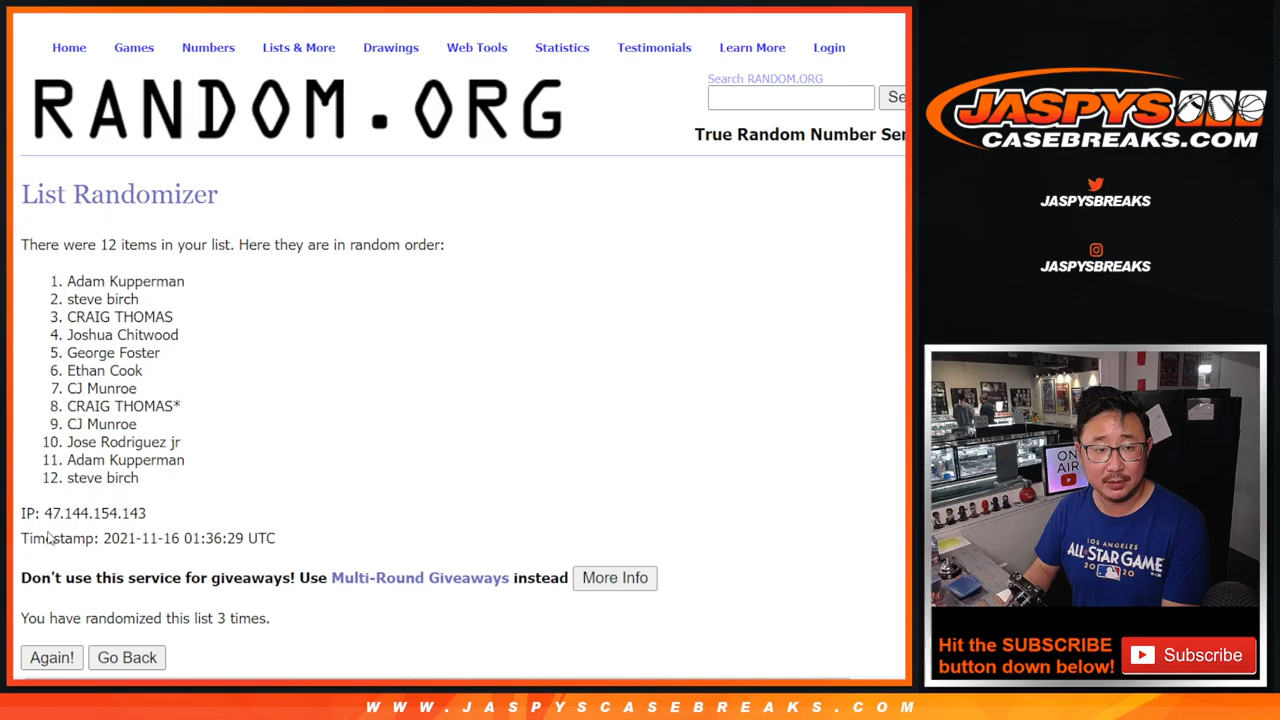 Home Games Numbers Lists & More Drawings Web Tools Statistics Testimonials Learn More Login
RANDOM.ORG
Search RANDOM.ORG
Se
True Random Number Ser
List Randomizer
There were 12 items in your list. Here they are in random order:
1. Adam Kupperman
2. steve birch
3. CRAIG THOMAS
4. Joshua Chitwood
5. George Foster
6. Ethan Cook
7. CJ Munroe
8. CRAIG THOMAS*
9. CJ Munroe
10. Jose Rodriguez jr
11. Adam Kupperman
12. steve birch
IP: 47.144.154.143
Timestamp: 2021-11-16 01:36:29 UTC
Don't use this service for giveaways! Use Multi-Round Giveaways instead More Info
You have randomized this list 3 times.
Again! Go Back
JASPYS
CASEBREAKS.COM
JASPYSBREAKS
JASPYSBREAKS
ON
AIR
LOS ANGELES
ALL STAR GAME
2020
Hit the SUBSCRIBE
button down below!
Subscribe
WWW.JASPYSCASEBREAKS.COM